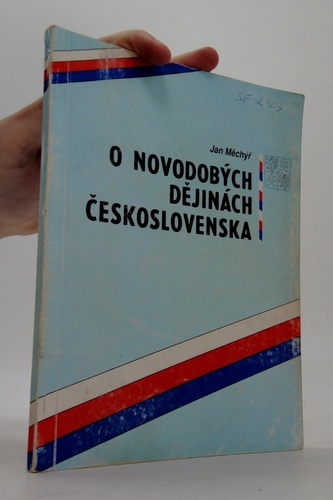 Jan Měchýř
O NOVODOBÝCH
DĚJINÁCH
ČESKOSLOVENSKA